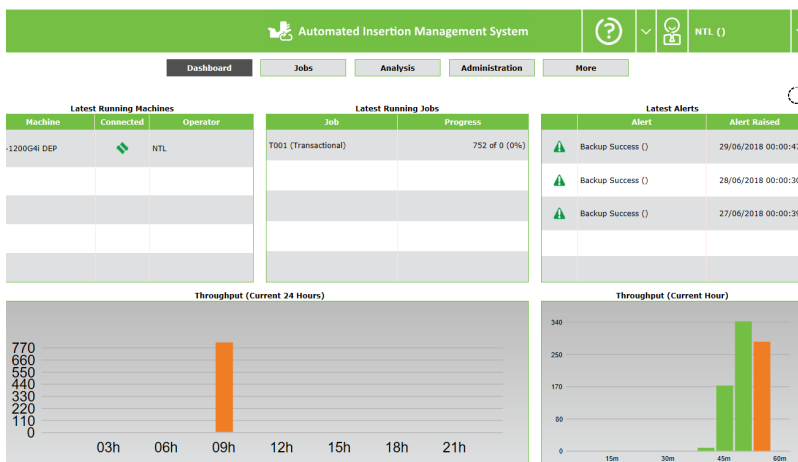 Automated Insertion Management System
NTL ()
Dashboard Jobs Analysis Administration More
Latest Running Machines Latest Running Jobs Latest Alerts
Machine Connected Operator Job Progress Alert Alert Raised
-1200G4i DEP NTL T001 (Transactional) 752 of 0 (0%) Backup Success () 29/06/2018 00:00:47
Backup Success () 28/06/2018 00:00:30
Backup Success () 27/06/2018 00:00:39
Throughput (Current 24 Hours) Throughput (Current Hour)
770
660
550
440
330
220
110
0
03h 06h 09h 12h 15h 18h 21h
340
250
170
80
0
15m 30m 45m 60m